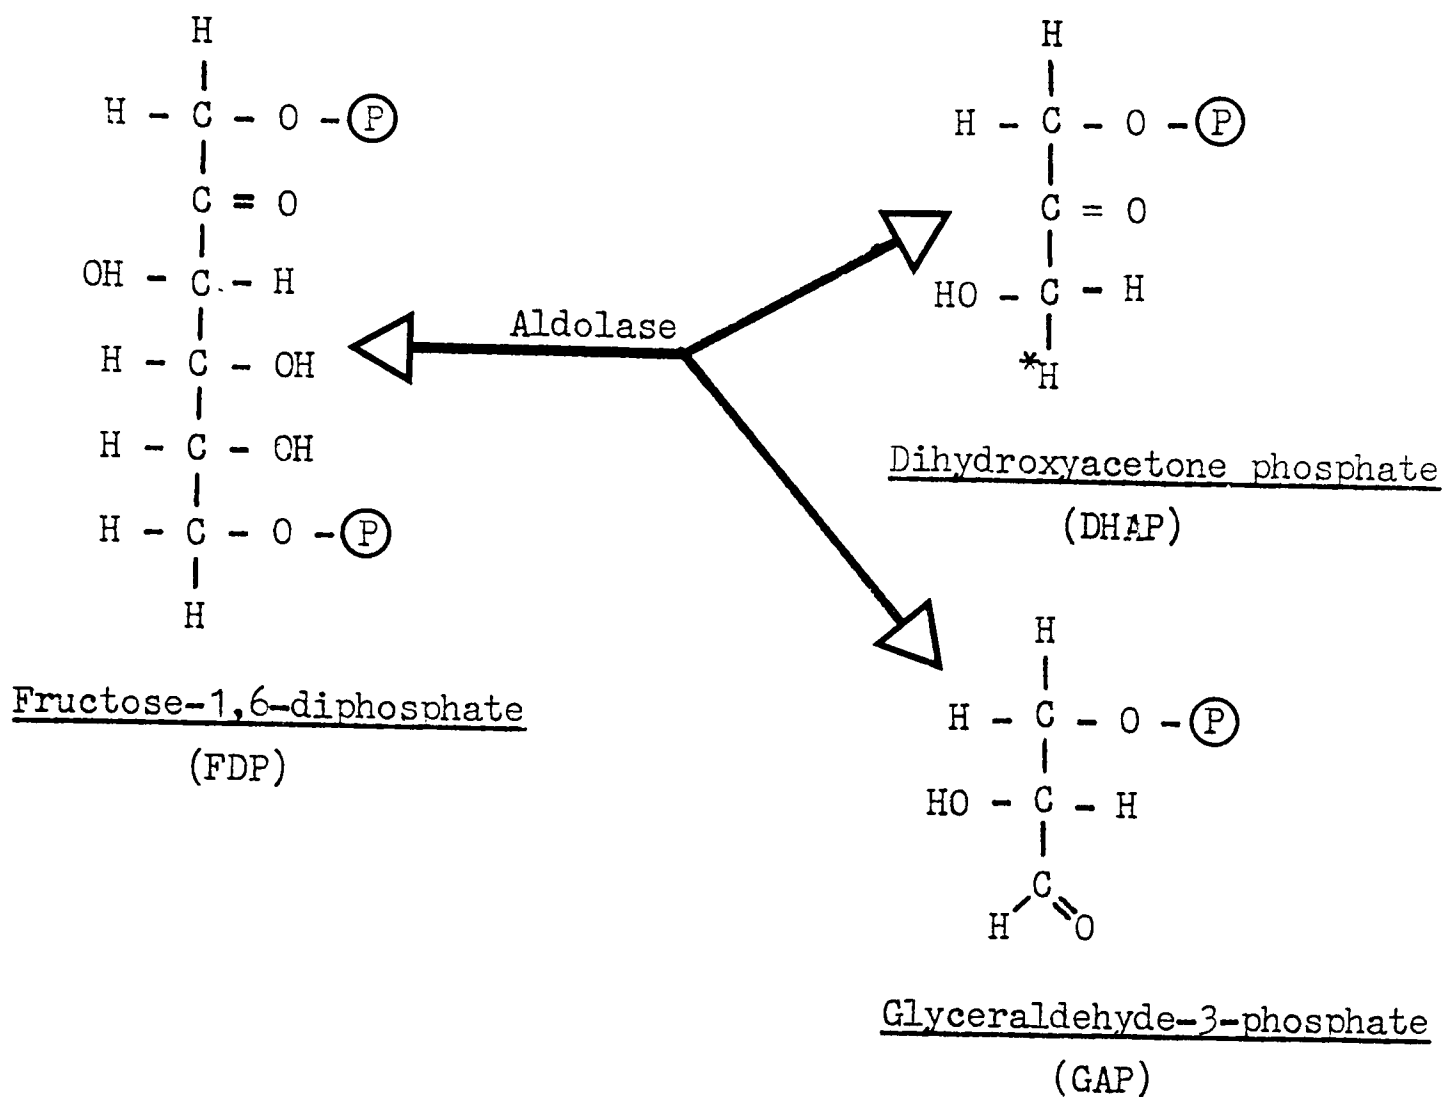 H
H - C - O - P
C = O
OH - C - H
H - C - OH
H - C - OH
H - C - O - P
H
Fructose-1,6-diphosphate
(FDP)
Aldolase
H
H - C - O - P
C = O
HO - C - H
*H
Dihydroxyacetone phosphate
(DHAP)
H
H - C - O - P
HO - C - H
C
H O
Glyceraldehyde-3-phosphate
(GAP)